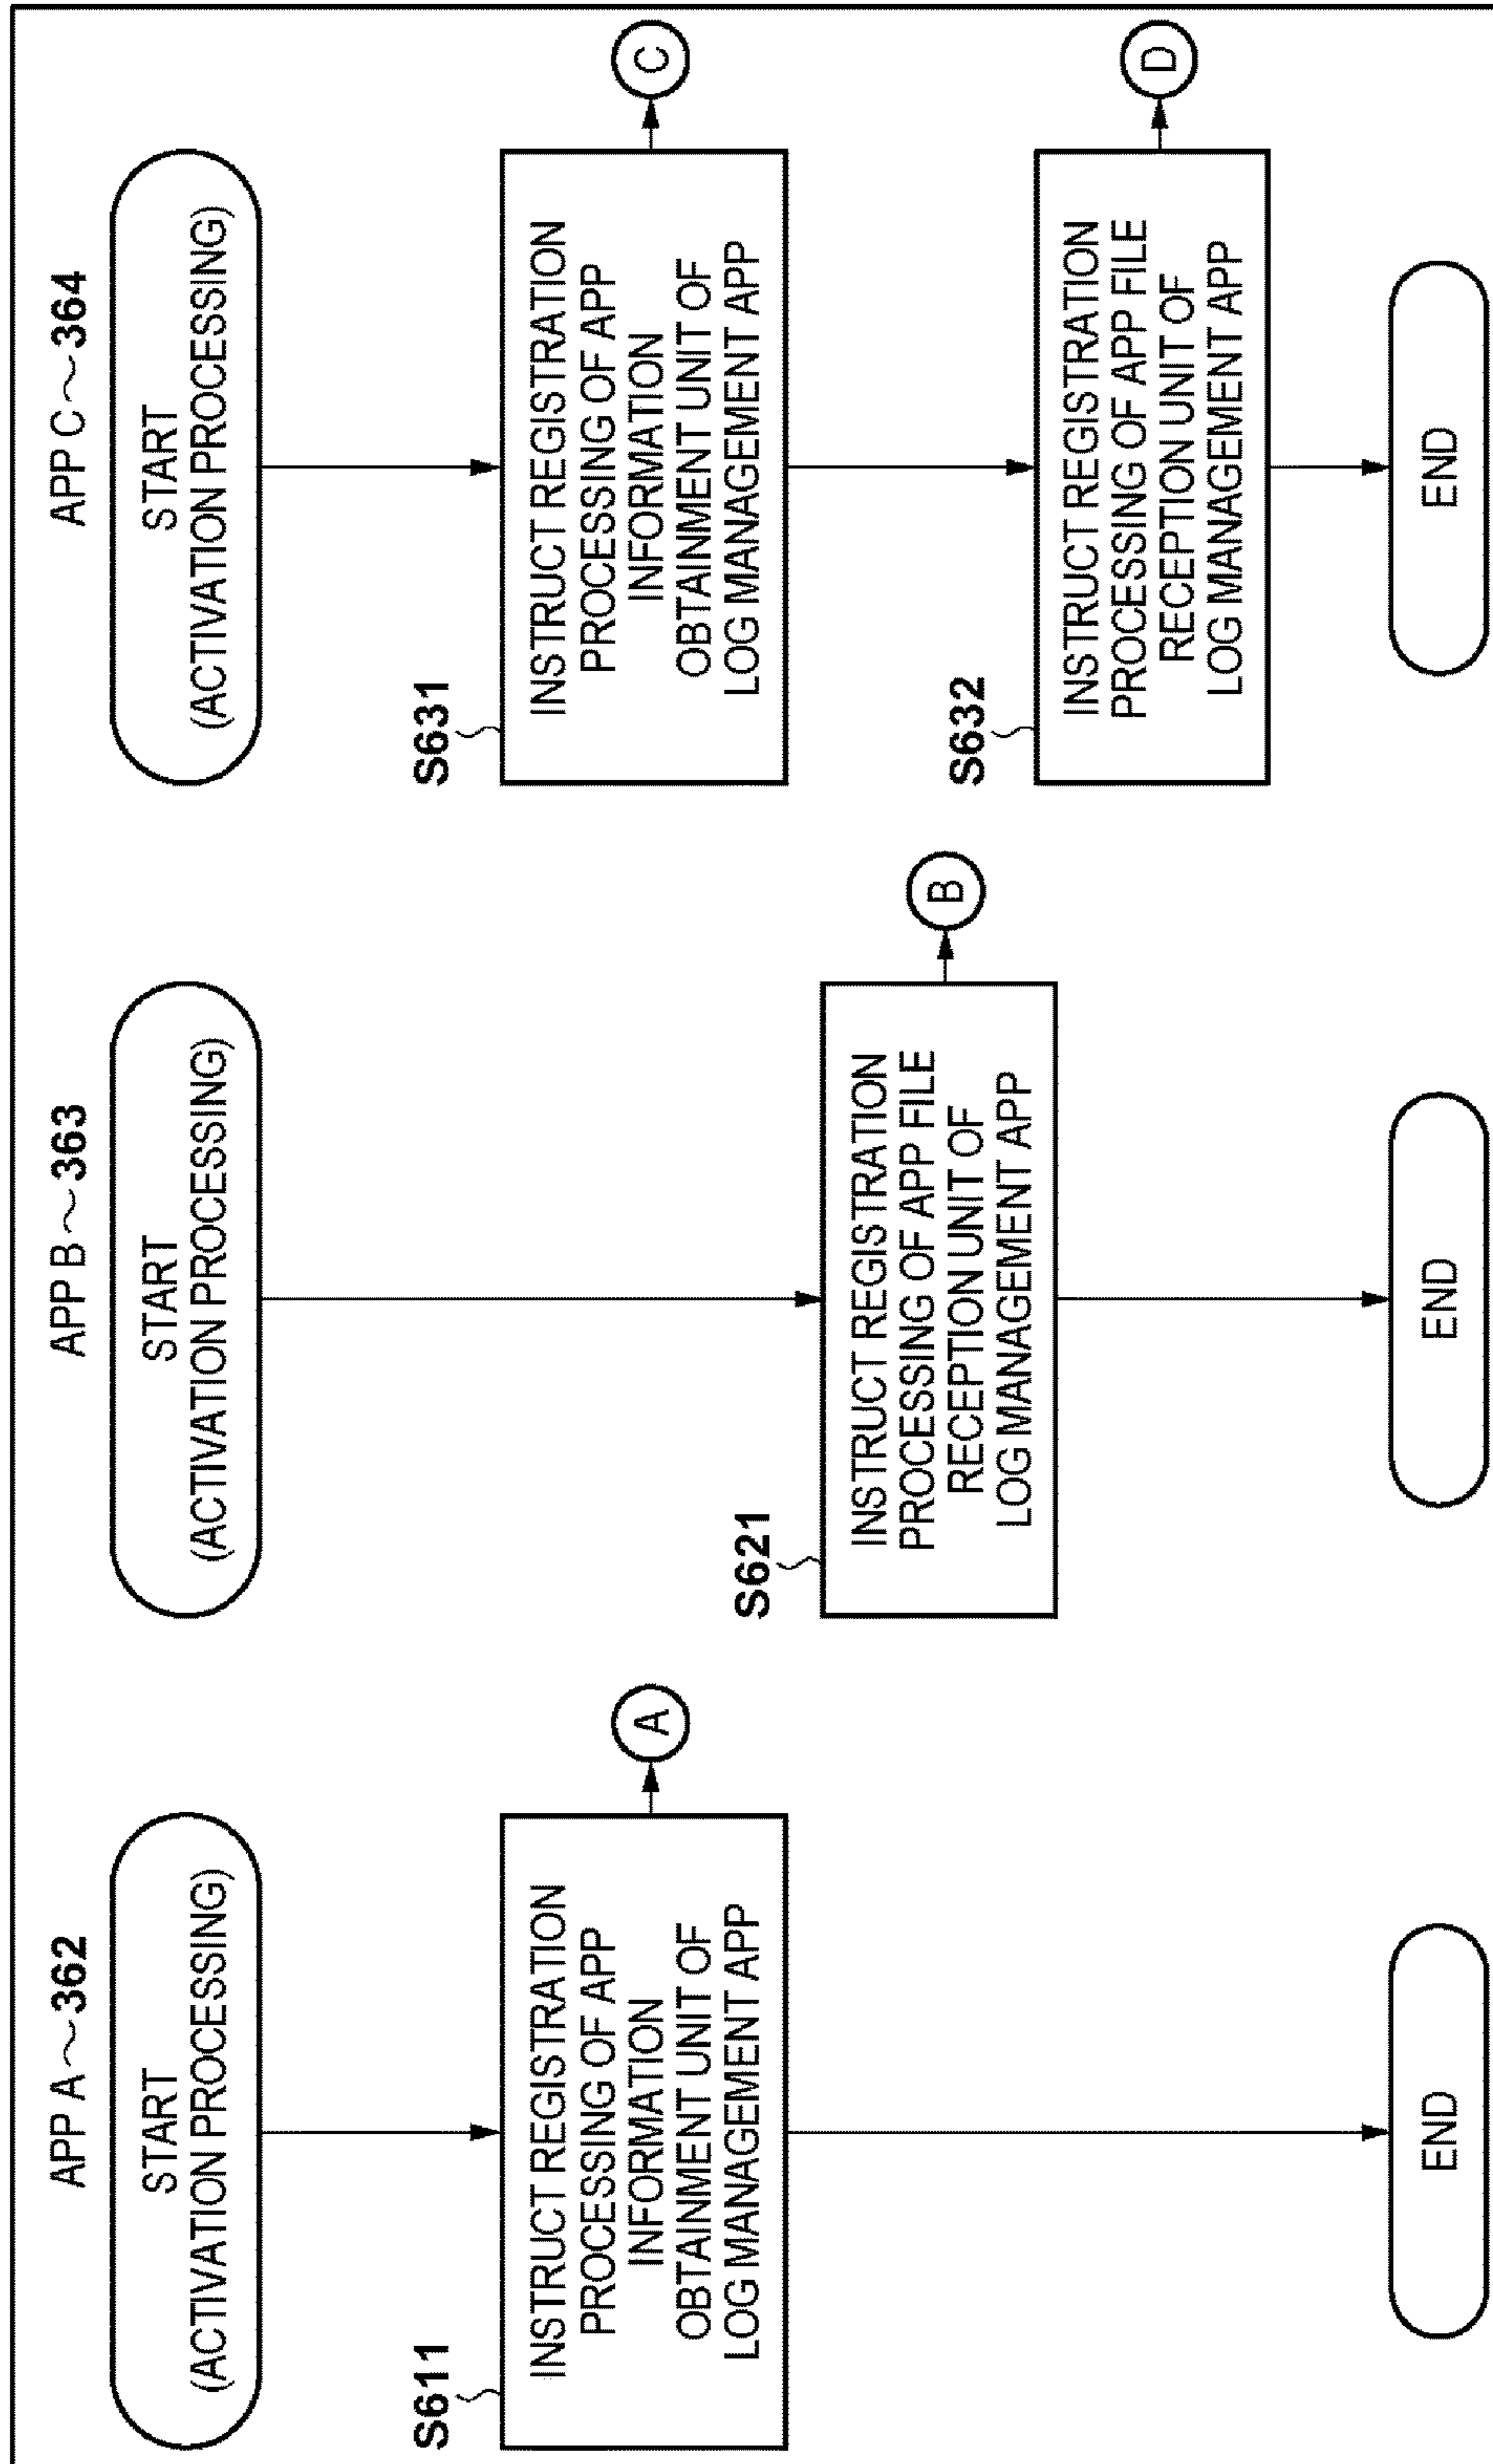 APP A~362
START
(ACTIVATION PROCESSING)
S611
INSTRUCT REGISTRATION
PROCESSING OF APP
INFORMATION
OBTAINMENT UNIT OF
LOG MANAGEMENT APP
A
END
APP B~363
START
(ACTIVATION PROCESSING)
S621
INSTRUCT REGISTRATION
PROCESSING OF APP FILE
RECEPTION UNIT OF
LOG MANAGEMENT APP
B
END
APP C~364
START
(ACTIVATION PROCESSING)
S631
INSTRUCT REGISTRATION
PROCESSING OF APP
INFORMATION
OBTAINMENT UNIT OF
LOG MANAGEMENT APP
C
S632
INSTRUCT REGISTRATION
PROCESSING OF APP FILE
RECEPTION UNIT OF
LOG MANAGEMENT APP
D
END